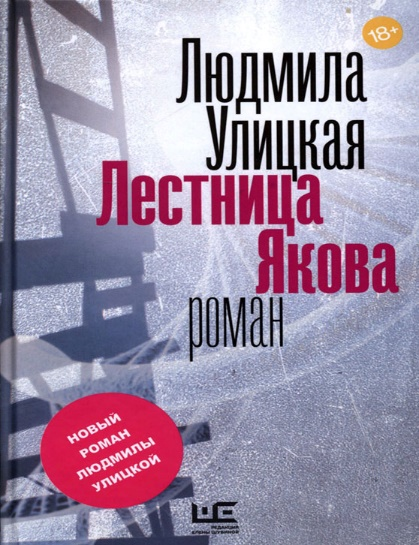 18+
Людмила
Улицкая
Лестница
Якова
роман
НОВЫЙ
РОМАН
ЛЮДМИЛЫ
УЛИЦКОЙ
РЕДАКЦИЯ
ЕЛЕНЫ ШУБИНОЙ